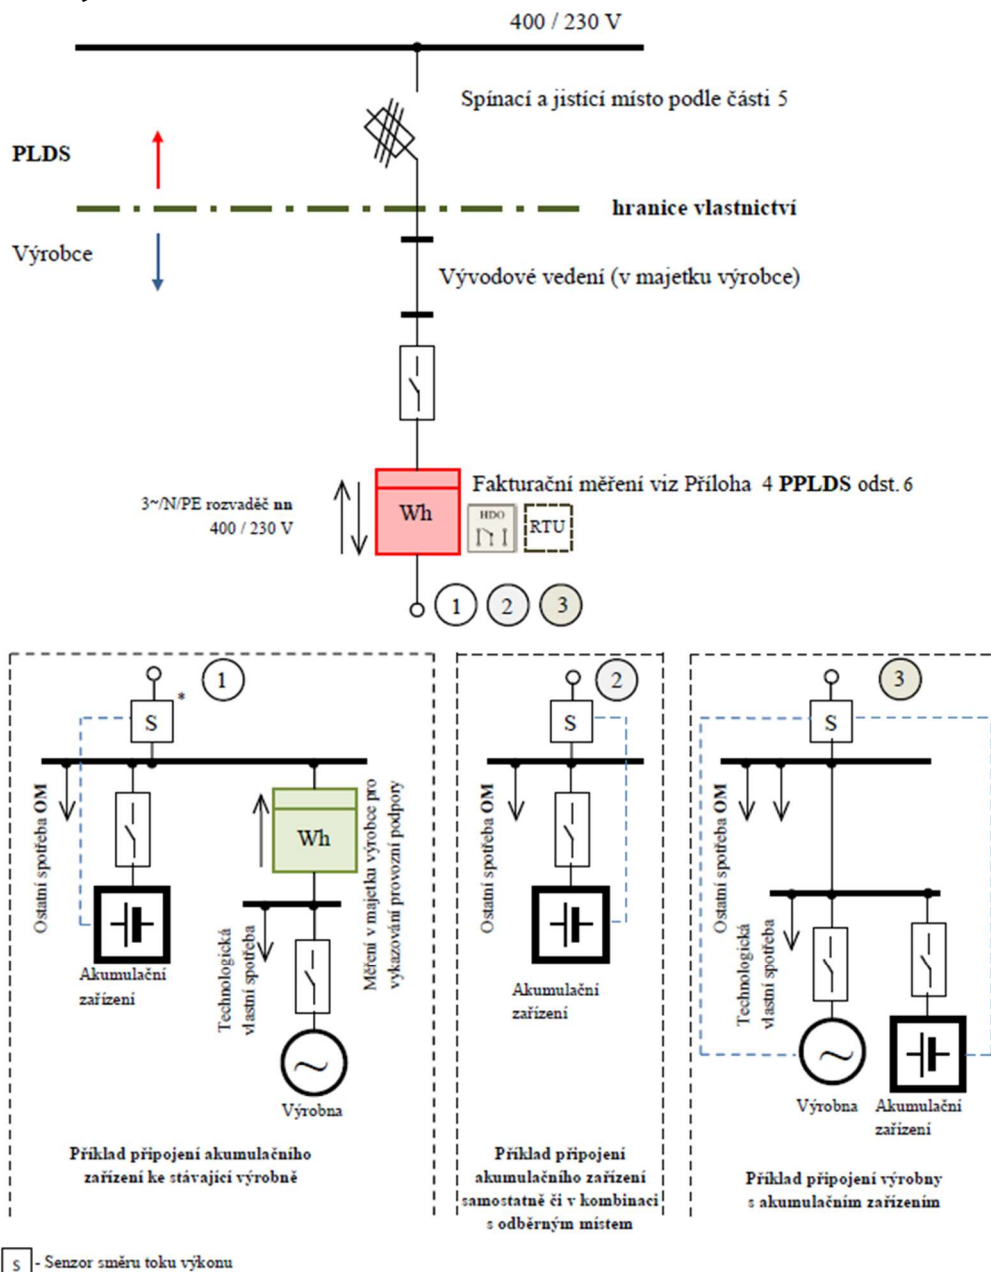 400 / 230 V
Spínací a jistící místo podle části 5
PLDS
hranice vlastnictví
Výrobce
Vývodové vedení (v majetku výrobce)
3~/N/PE rozvaděč nn
400 / 230 V
Wh
Fakturační měření viz Příloha 4 PPLDS odst. 6
HDO
RTU
1
2
3
1
S
*
Ostatní spotřeba OM
Akumulační
zařízení
Wh
Měření v majetku výrobce pro
vykazování provozní podpory
Technologická
vlastní spotřeba
Výrobna
Příklad připojení akumulačního
zařízení ke stávající výrobně
2
S
Ostatní spotřeba OM
Akumulační
zařízení
Příklad připojení
akumulačního zařízení
samostatně či v kombinaci
s odběrným místem
3
S
Ostatní spotřeba OM
Technologická
vlastní spotřeba
Výrobna
Akumulační
zařízení
Příklad připojení výrobny
s akumulačním zařízením
S - Senzor směru toku výkonu